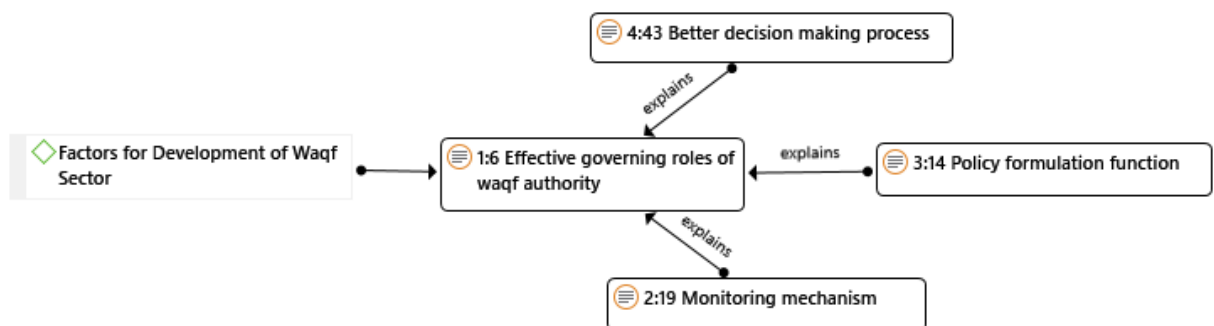 4:43 Better decision making process
explains
Factors for Development of Waqf
Sector
1:6 Effective governing roles of
waqf authority
explains
3:14 Policy formulation function
explains
2:19 Monitoring mechanism